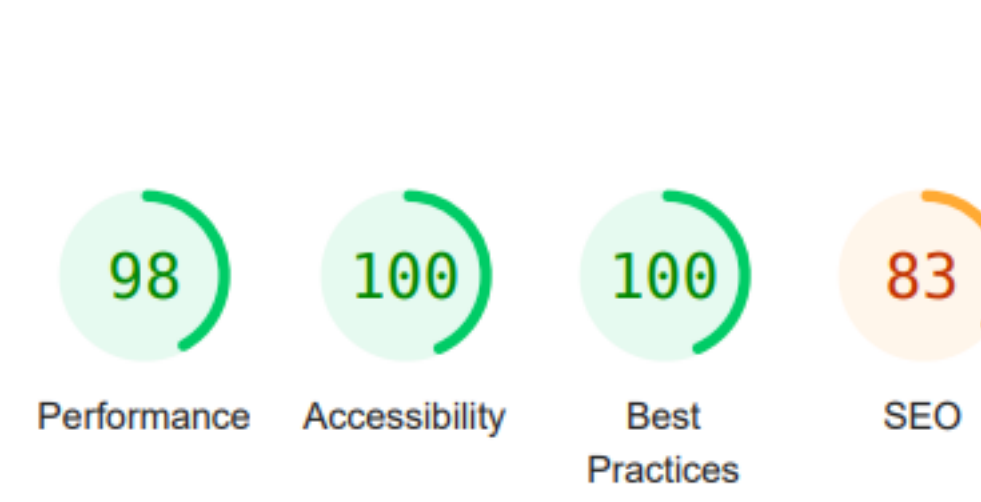 98
100
100
83
Performance
Accessibility
Best
Practices
SEO